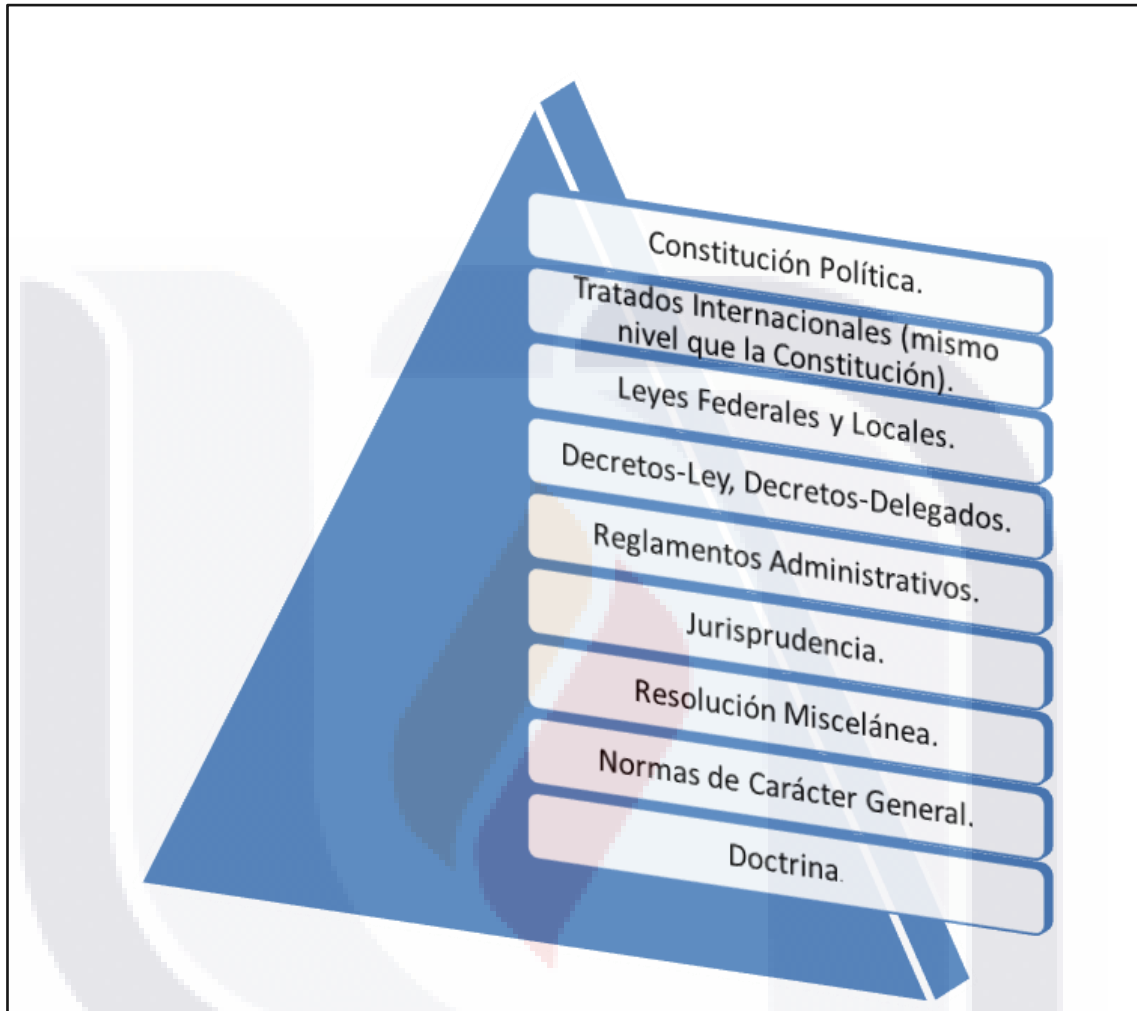 Constitución Política.
Tratados Internacionales (mismo
nivel que la Constitución).
Leyes Federales y Locales.
Decretos-Ley, Decretos-Delegados.
Reglamentos Administrativos.
Jurisprudencia.
Resolución Miscelánea.
Normas de Carácter General.
Doctrina.